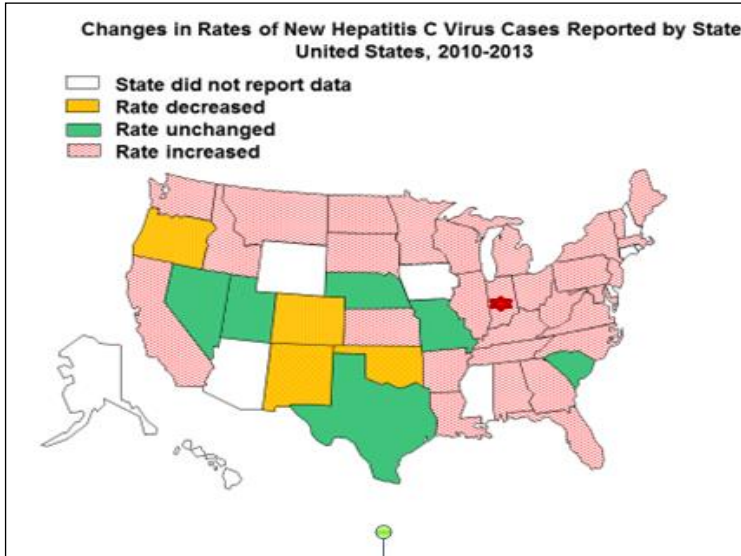 Changes in Rates of New Hepatitis C Virus Cases Reported by State
United States, 2010-2013
State did not report data
Rate decreased
Rate unchanged
Rate increased